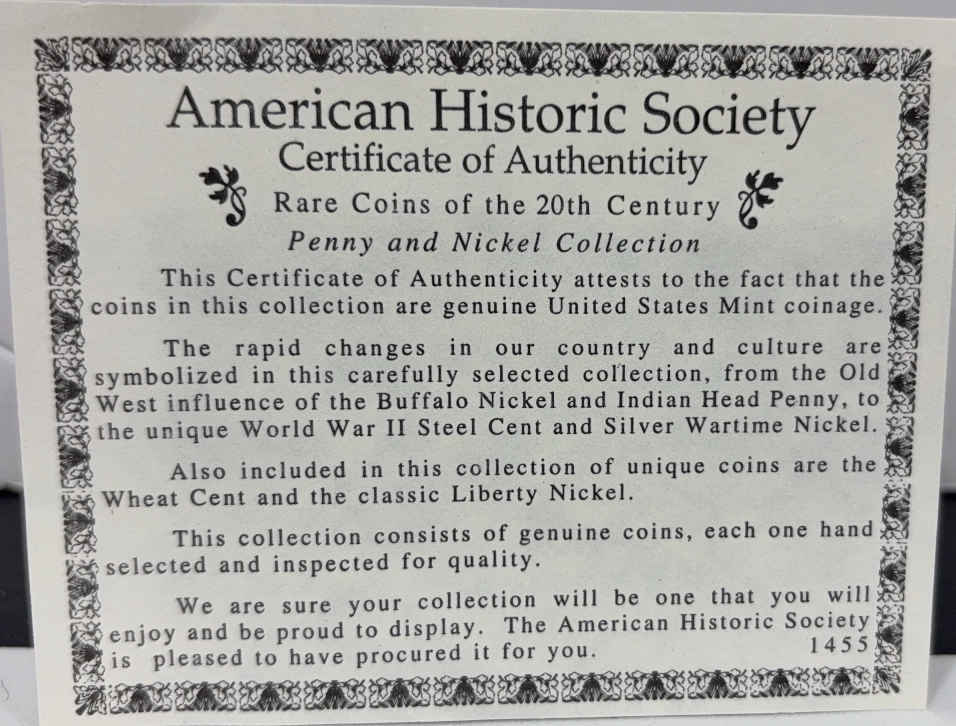 American Historic Society
Certificate of Authenticity
Rare Coins of the 20th Century
Penny and Nickel Collection
This Certificate of Authenticity attests to the fact that the
coins in this collection are genuine United States Mint coinage.
The rapid changes in our country and culture are
symbolized in this carefully selected collection, from the Old
West influence of the Buffalo Nickel and Indian Head Penny, to
the unique World War II Steel Cent and Silver Wartime Nickel.
Also included in this collection of unique coins are the
Wheat Cent and the classic Liberty Nickel.
This collection consists of genuine coins, each one hand
selected and inspected for quality.
We are sure your collection will be one that you will
enjoy and be proud to display. The American Historic Society
is pleased to have procured it for you. 1455